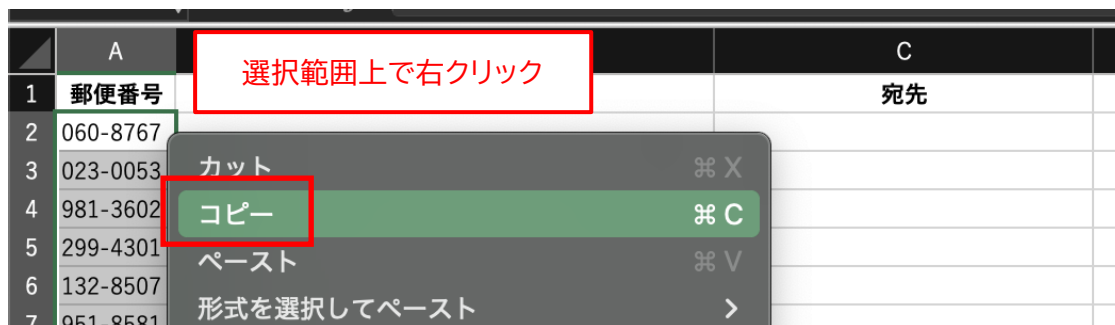 A
C
選択範囲上で右クリック
1 郵便番号 宛先
2 060-8767
3 023-0053
カット ⌘ X
4 981-3602
コピー ⌘ C
5 299-4301
ペースト ⌘ V
6 132-8507
形式を選択してペースト >
7 951-8581